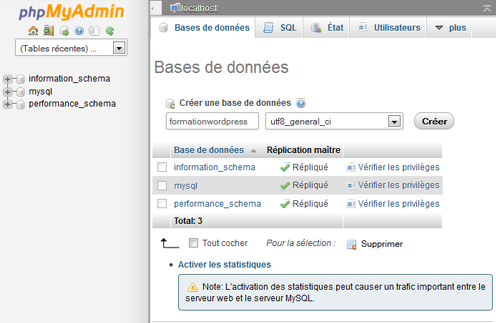 phpMyAdmin
(Tables récentes) ...
information_schema
mysql
performance_schema
localhost
Bases de données SQL État Utilisateurs plus
Bases de données
Créer une base de données
formationwordpress utf8_general_ci Créer
Base de données Réplication maître
information_schema Répliqué Vérifier les privilèges
mysql Répliqué Vérifier les privilèges
performance_schema Répliqué Vérifier les privilèges
Total: 3
Tout cocher Pour la sélection : Supprimer
Activer les statistiques
Note: L'activation des statistiques peut causer un trafic important entre le
serveur web et le serveur MySQL.